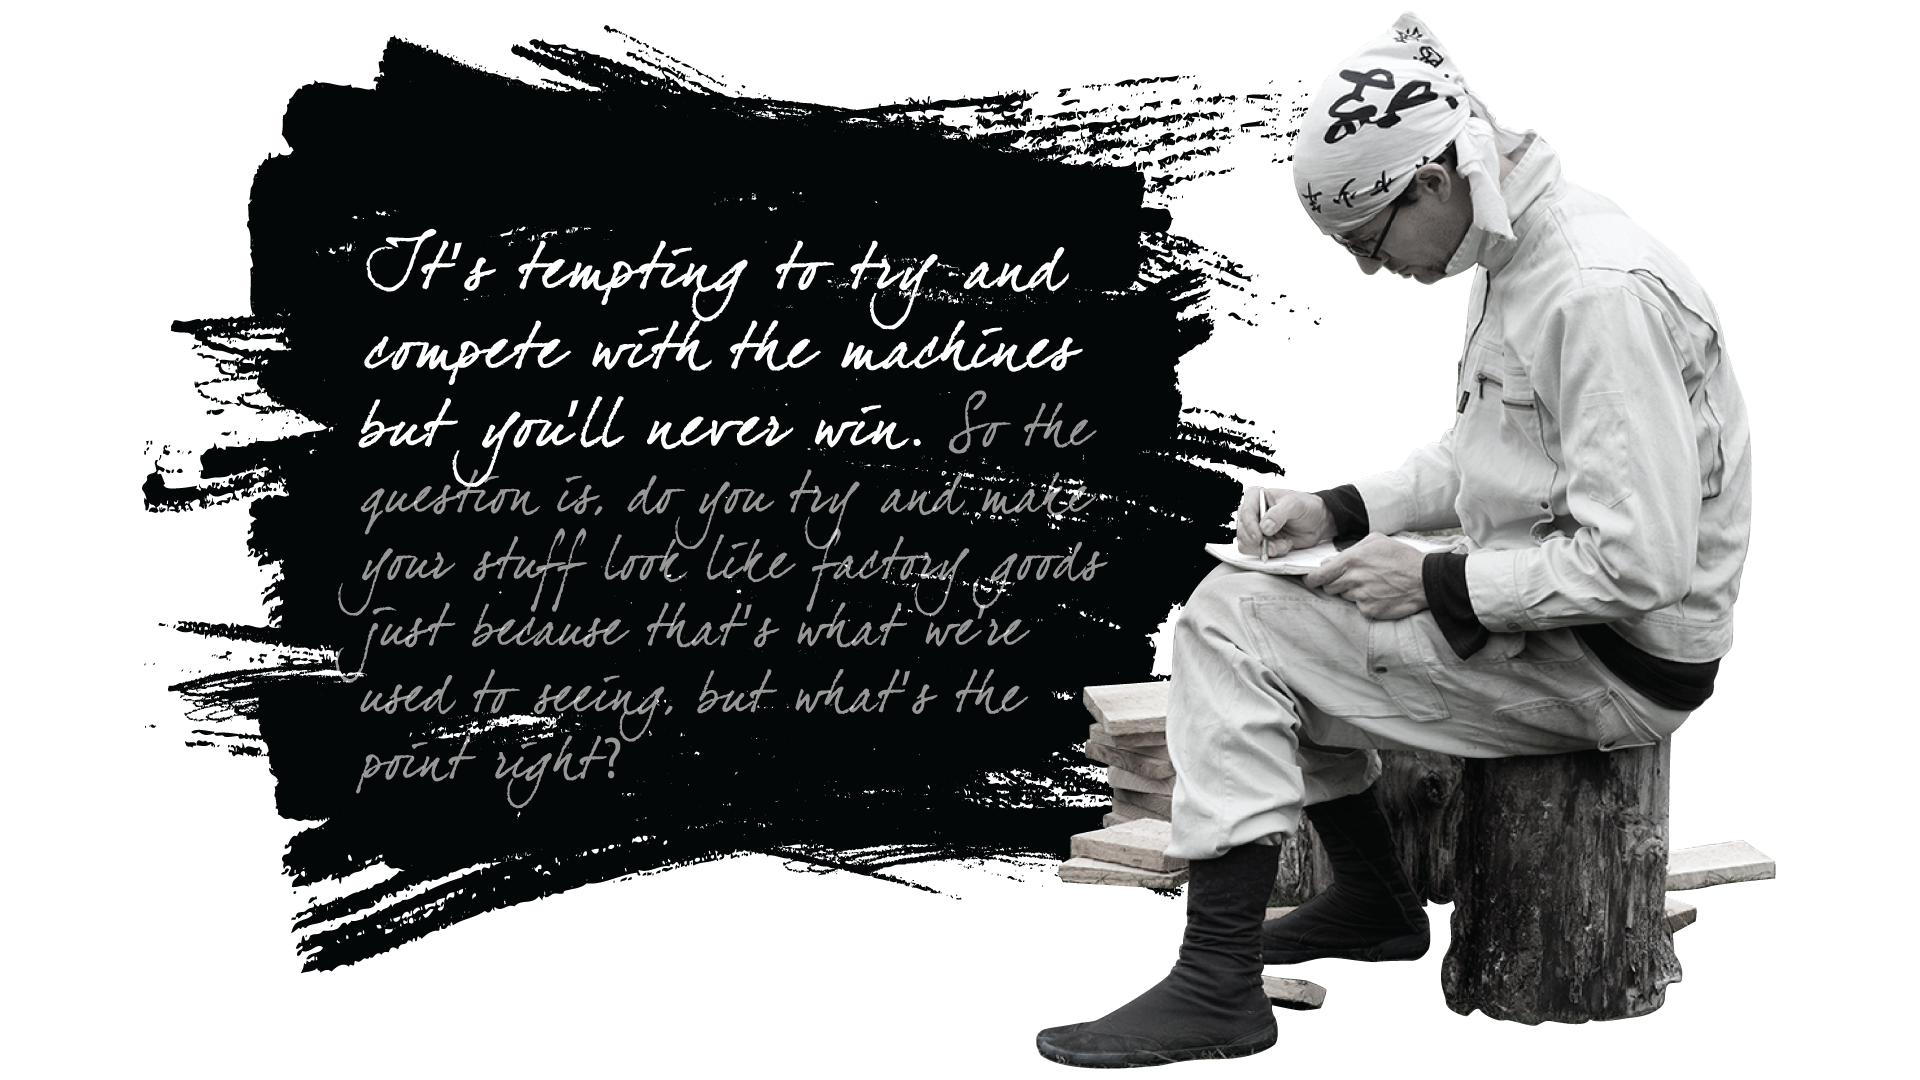 It's tempting to try and
compete with the machines
but you'll never win. So the
question is, do you try and make
your stuff look like factory goods
just because that's what we're
used to seeing, but what's the
point right?